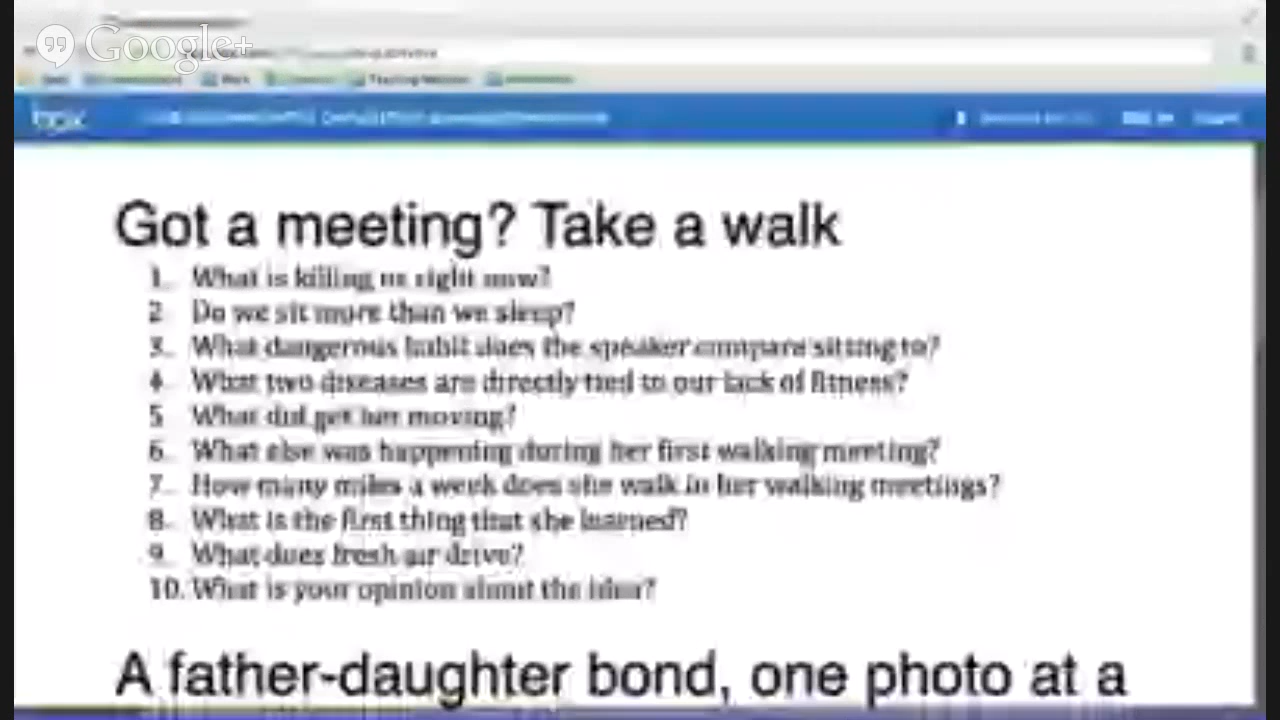 Google+
box
Got a meeting? Take a walk
1. What is killing us right now?
2. Do we sit more than we sleep?
3. What dangerous habit does the speaker compare sitting to?
4. What two diseases are directly tied to our lack of fitness?
5. What did get her moving?
6. What else was happening during her first walking meeting?
7. How many miles a week does she walk in her walking meetings?
8. What is the first thing that she learned?
9. What does fresh air drive?
10. What is your opinion about the idea?
A father-daughter bond, one photo at a